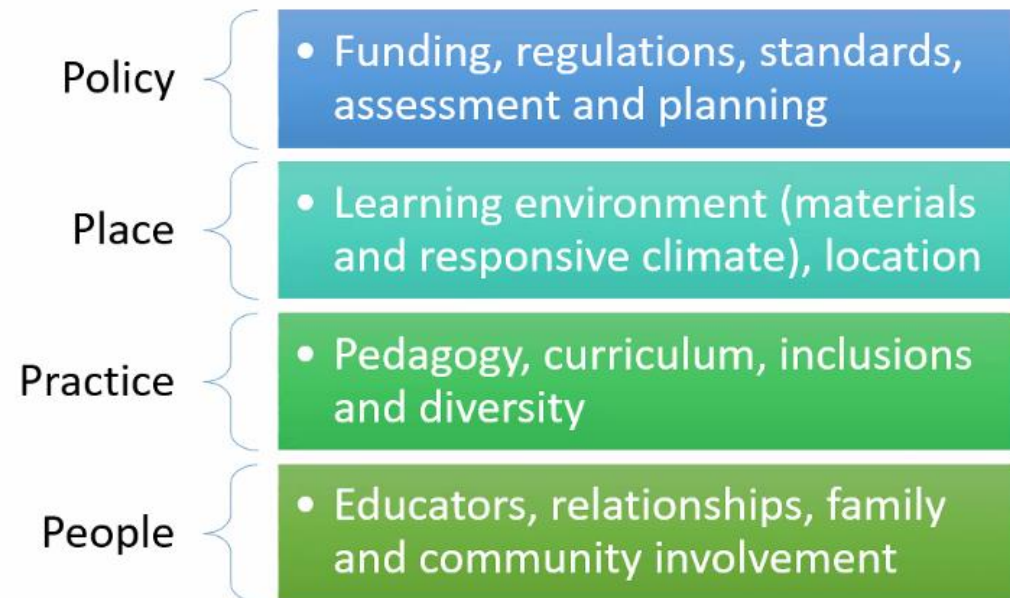 Policy
• Funding, regulations, standards,
assessment and planning
Place
• Learning environment (materials
and responsive climate), location
Practice
• Pedagogy, curriculum, inclusions
and diversity
People
• Educators, relationships, family
and community involvement